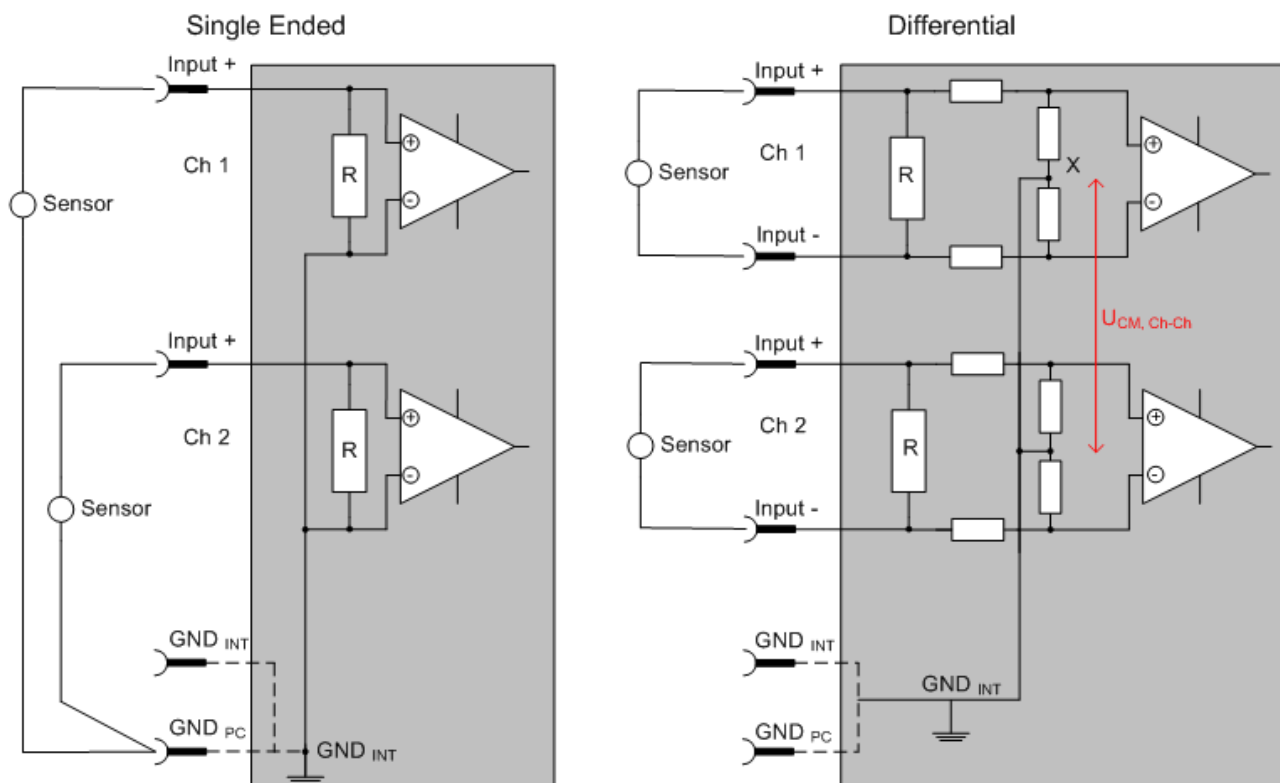 Single Ended
Input +
Ch 1
R
Sensor
Input +
Ch 2
R
Sensor
GND INT
GND PC
GND INT
Differential
Input +
Ch 1
R
X
Sensor
Input -
UCM, Ch-Ch
Input +
Ch 2
R
Sensor
Input -
GND INT
GND INT
GND PC